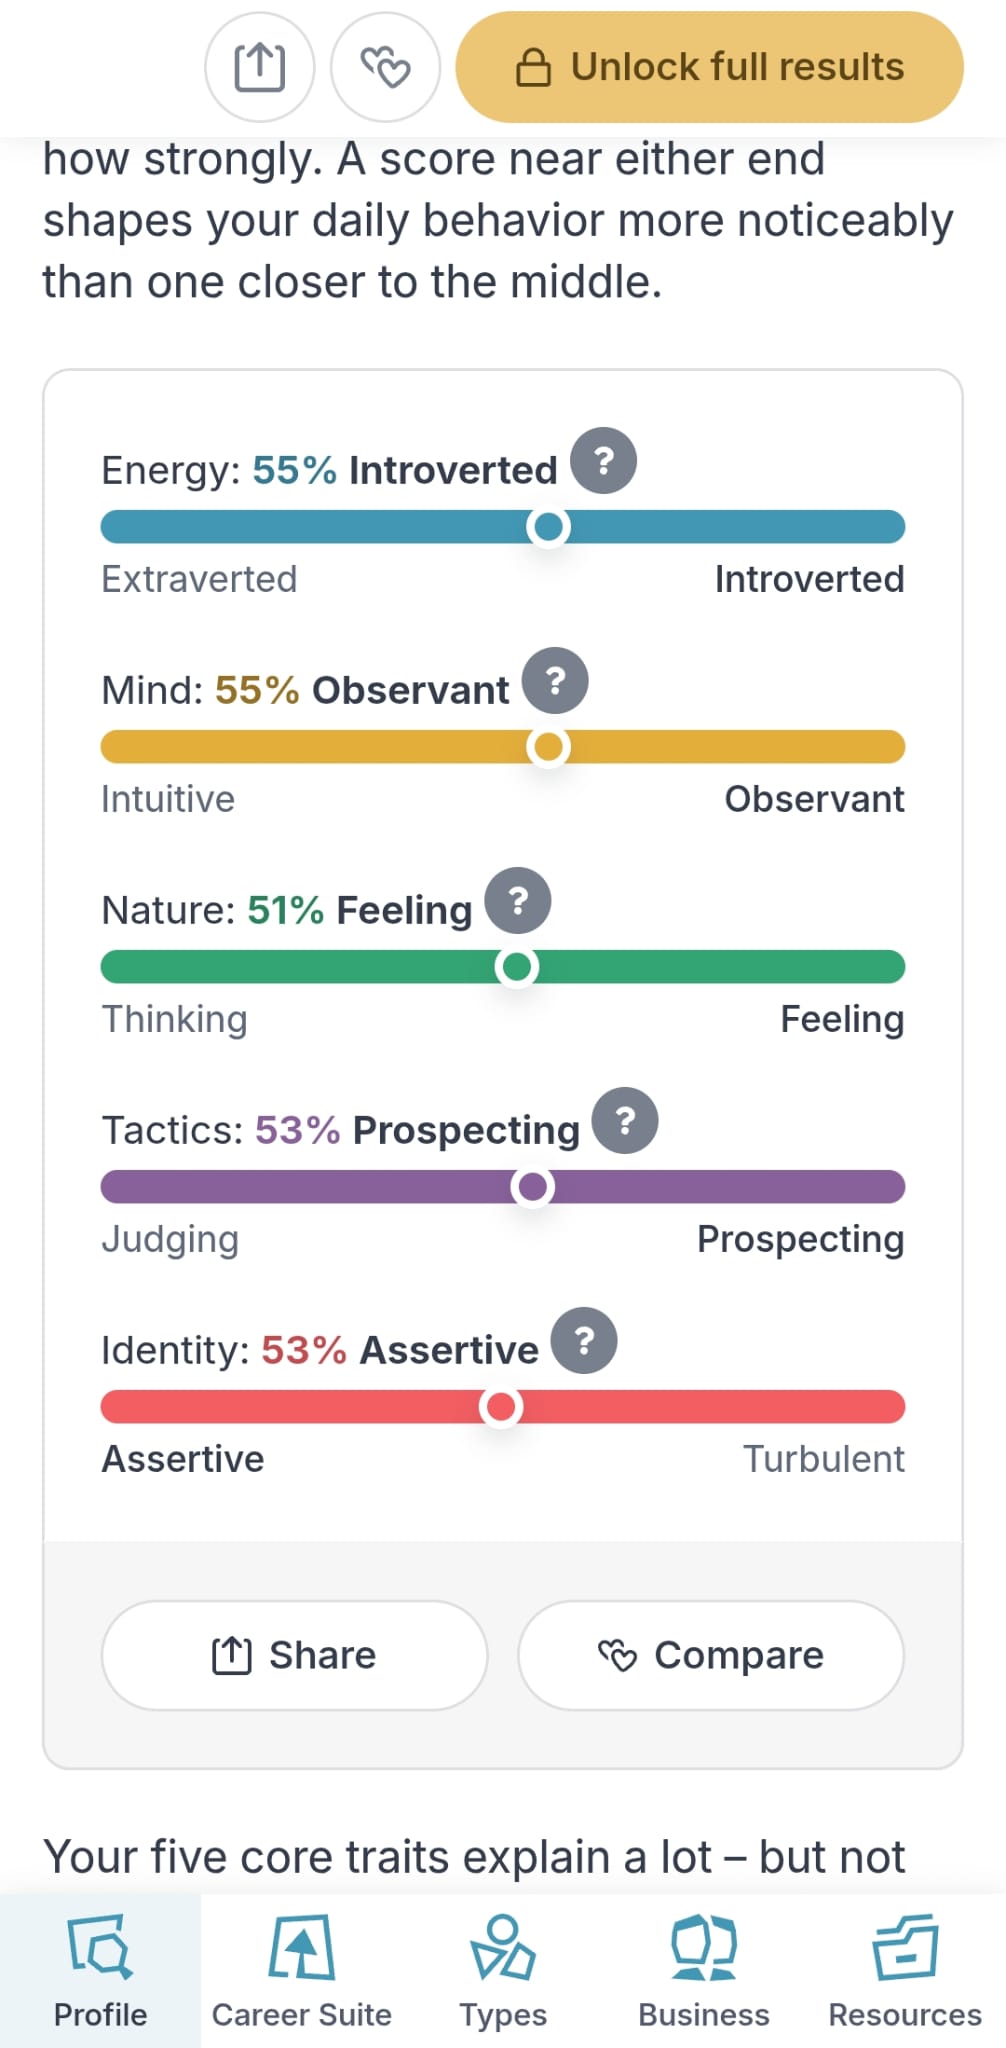 Unlock full results
how strongly. A score near either end
shapes your daily behavior more noticeably
than one closer to the middle.
Energy: 55% Introverted ?
Extraverted Introverted
Mind: 55% Observant ?
Intuitive Observant
Nature: 51% Feeling ?
Thinking Feeling
Tactics: 53% Prospecting ?
Judging Prospecting
Identity: 53% Assertive ?
Assertive Turbulent
Share Compare
Your five core traits explain a lot – but not
Profile Career Suite Types Business Resources